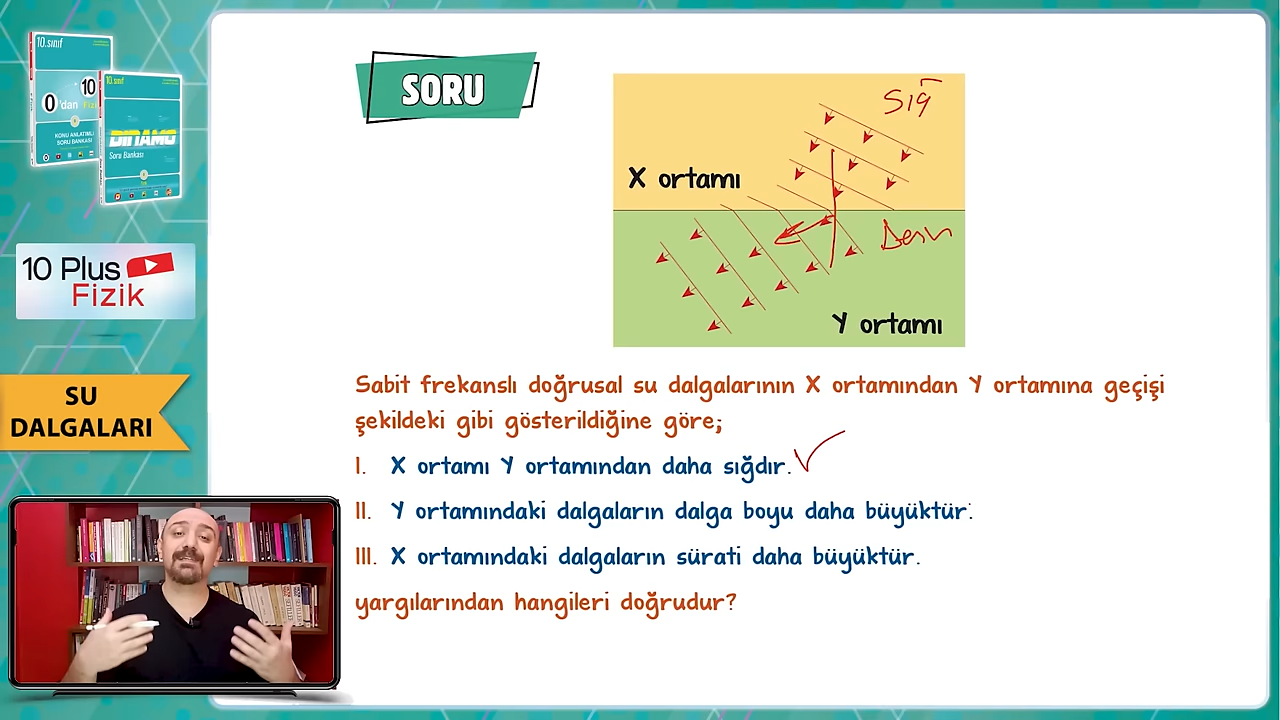 10.sınıf
0'dan 10
Fizik
KONU ANLATIMLI
SORU BANKASI
10.sınıf
DİNAMO
Soru Bankası
10 Plus
Fizik
SU
DALGALARI
SORU
Sığ
X ortamı
Derin
Y ortamı
Sabit frekanslı doğrusal su dalgalarının X ortamından Y ortamına geçişi
şekildeki gibi gösterildiğine göre;
I. X ortamı Y ortamından daha sığdır.
II. Y ortamındaki dalgaların dalga boyu daha büyüktür.
III. X ortamındaki dalgaların sürati daha büyüktür.
yargılarından hangileri doğrudur?